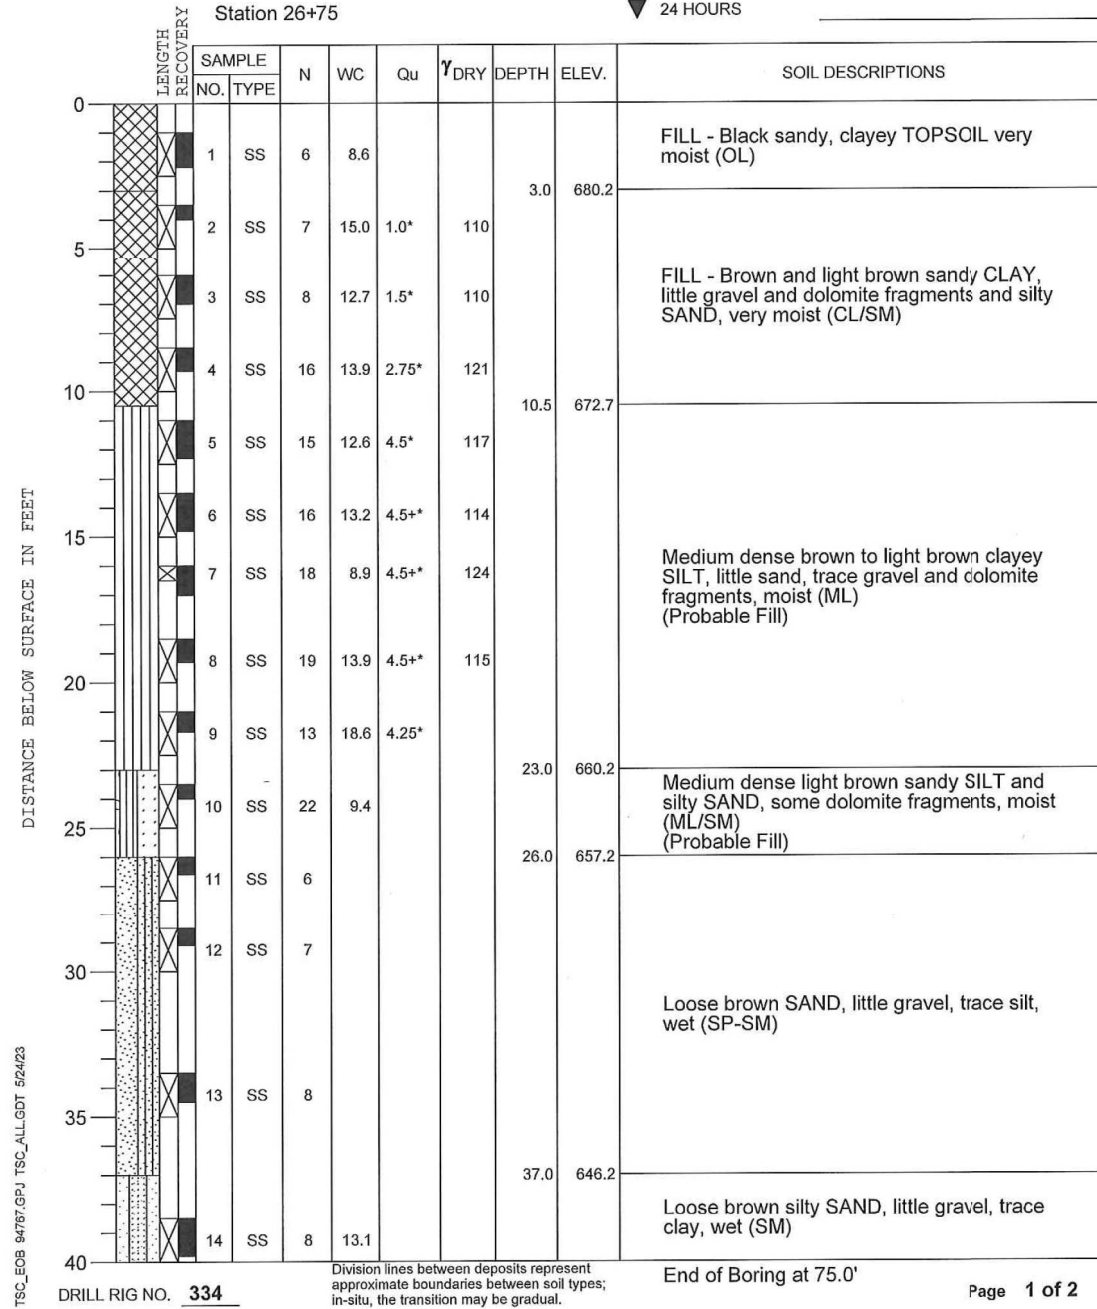 Station 26+75
24 HOURS
LENGTH
RECOVERY
SAMPLE
NO. TYPE N WC Qu γDRY DEPTH ELEV. SOIL DESCRIPTIONS
0
FILL - Black sandy, clayey TOPSOIL very
moist (OL)
1 SS 6 8.6
3.0 680.2
2 SS 7 15.0 1.0* 110
5
FILL - Brown and light brown sandy CLAY,
little gravel and dolomite fragments and silty
SAND, very moist (CL/SM)
3 SS 8 12.7 1.5* 110
4 SS 16 13.9 2.75* 121
10
10.5 672.7
5 SS 15 12.6 4.5* 117
6 SS 16 13.2 4.5+* 114
15
Medium dense brown to light brown clayey
SILT, little sand, trace gravel and dolomite
fragments, moist (ML)
(Probable Fill)
7 SS 18 8.9 4.5+* 124
8 SS 19 13.9 4.5+* 115
20
9 SS 13 18.6 4.25*
23.0 660.2
Medium dense light brown sandy SILT and
silty SAND, some dolomite fragments, moist
(ML/SM)
(Probable Fill)
10 SS 22 9.4
25
26.0 657.2
11 SS 6
12 SS 7
30
Loose brown SAND, little gravel, trace silt,
wet (SP-SM)
13 SS 8
35
37.0 646.2
Loose brown silty SAND, little gravel, trace
clay, wet (SM)
14 SS 8 13.1
40
DISTANCE BELOW SURFACE IN FEET
TSC_EOB 94767.GPJ TSC_ALL.GDT 5/24/23
Division lines between deposits represent
approximate boundaries between soil types;
in-situ, the transition may be gradual.
End of Boring at 75.0'
DRILL RIG NO. 334
Page 1 of 2